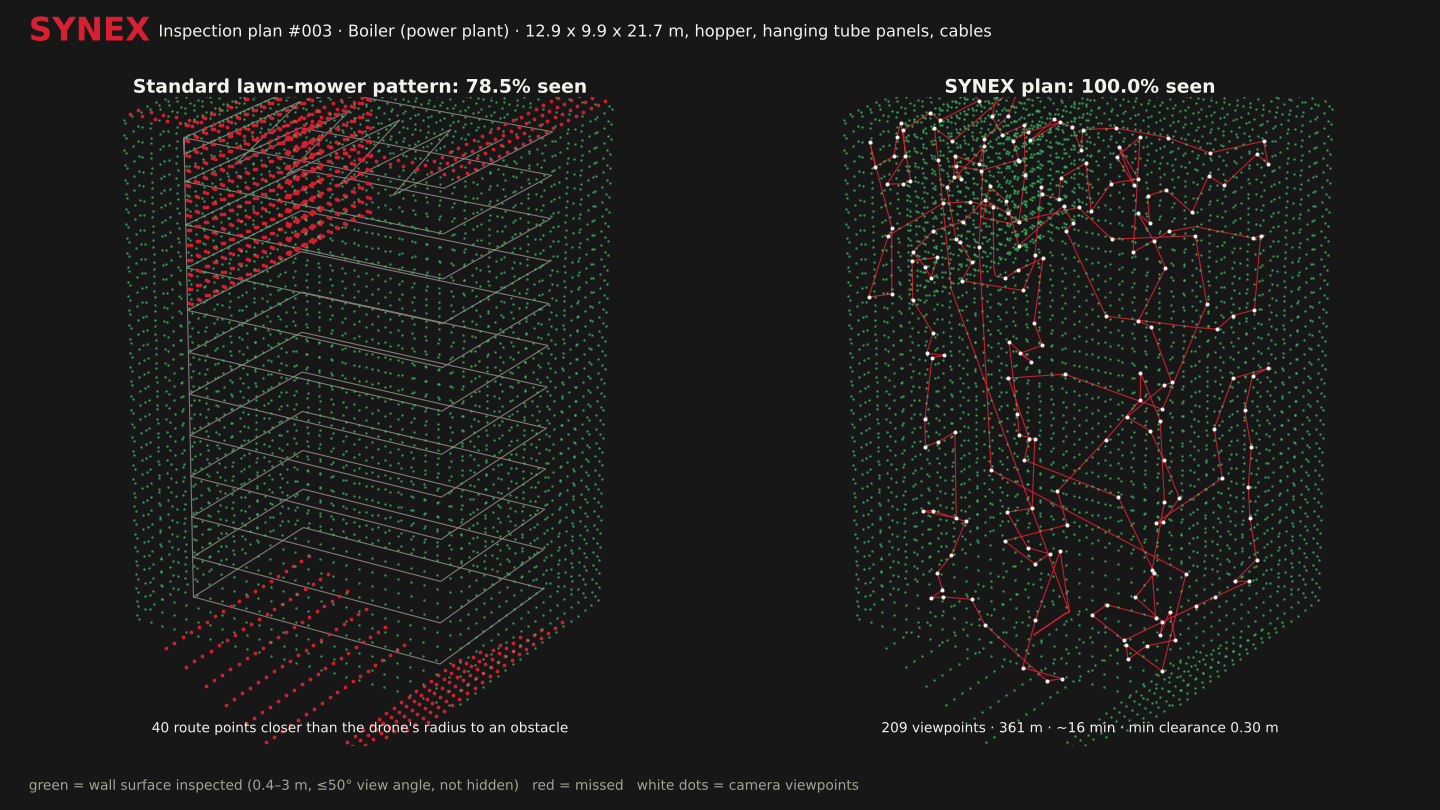 SYNEX Inspection plan #003 · Boiler (power plant) · 12.9 x 9.9 x 21.7 m, hopper, hanging tube panels, cables
Standard lawn-mower pattern: 78.5% seen
SYNEX plan: 100.0% seen
40 route points closer than the drone's radius to an obstacle
209 viewpoints · 361 m · ~16 min · min clearance 0.30 m
green = wall surface inspected (0.4–3 m, ≤50° view angle, not hidden) red = missed white dots = camera viewpoints